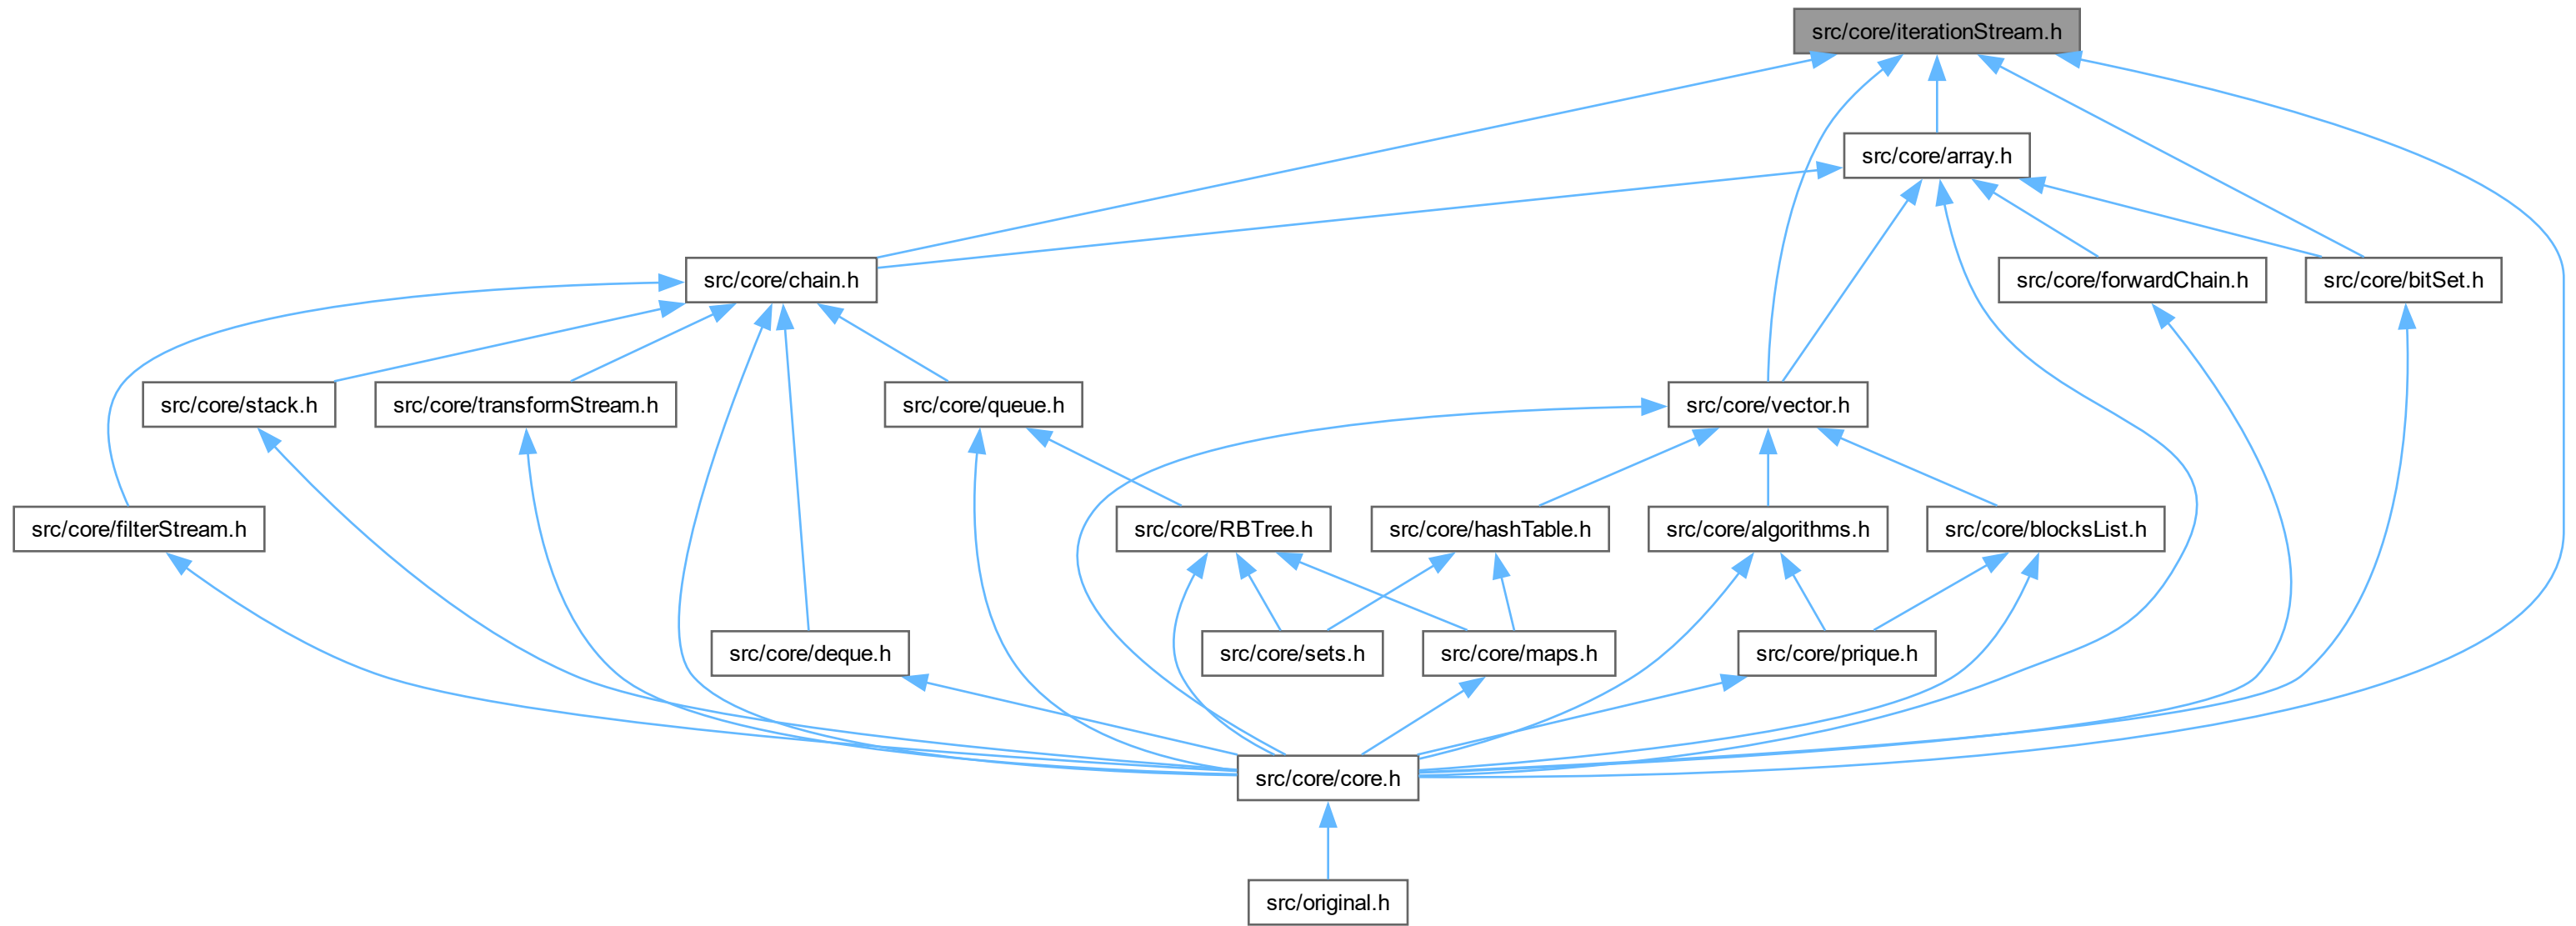 src/core/iterationStream.h
src/core/array.h
src/core/chain.h
src/core/forwardChain.h
src/core/bitSet.h
src/core/stack.h
src/core/transformStream.h
src/core/queue.h
src/core/vector.h
src/core/filterStream.h
src/core/RBTree.h
src/core/hashTable.h
src/core/algorithms.h
src/core/blocksList.h
src/core/deque.h
src/core/sets.h
src/core/maps.h
src/core/prique.h
src/core/core.h
src/original.h